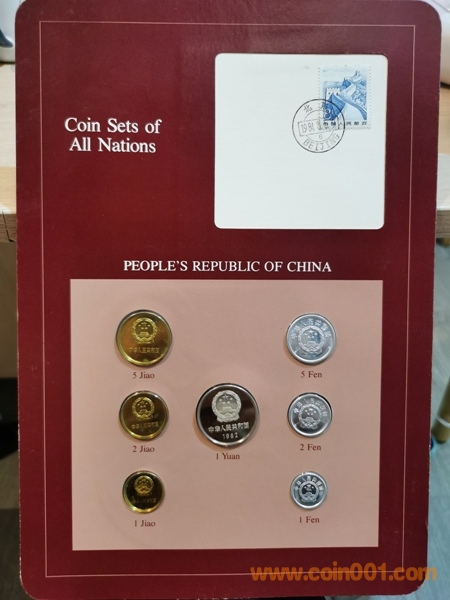 Coin Sets of
All Nations
BEIJING
PEOPLE'S REPUBLIC OF CHINA
5 Jiao
5 Fen
2 Jiao
中华人民共和国
1982
1 Yuan
2 Fen
1 Jiao
1 Fen
www.coin001.com